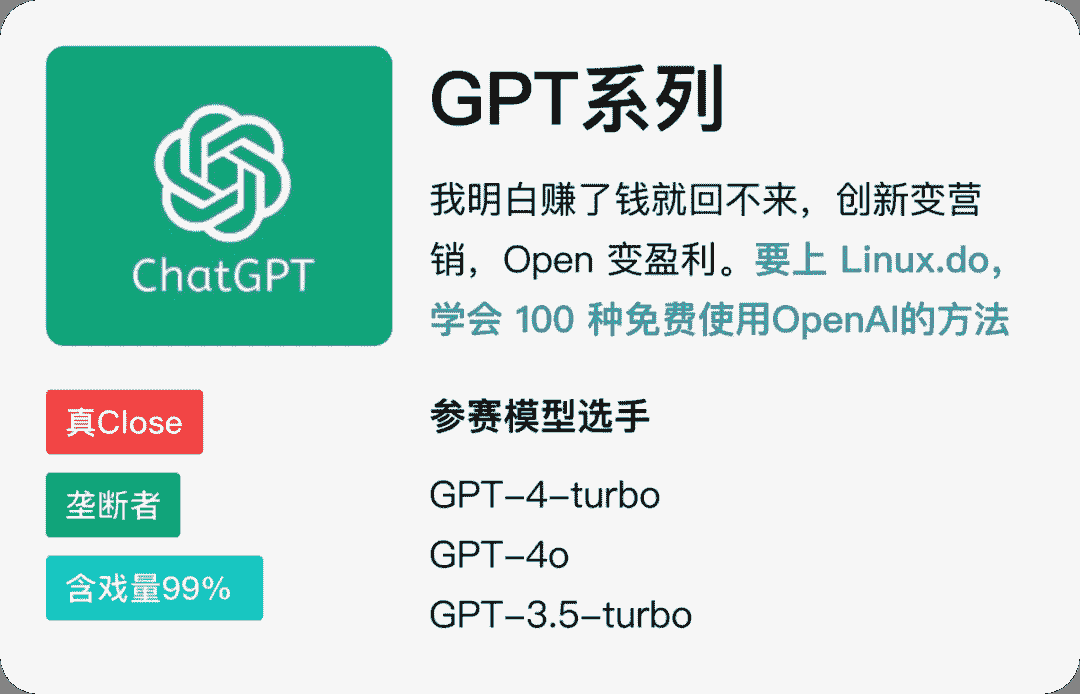 ChatGPT
GPT系列
我明白赚了钱就回不来，创新变营
销，Open 变盈利。要上 Linux.do，
学会 100 种免费使用OpenAI的方法
真Close
垄断者
含戏量99%
参赛模型选手
GPT-4-turbo
GPT-4o
GPT-3.5-turbo